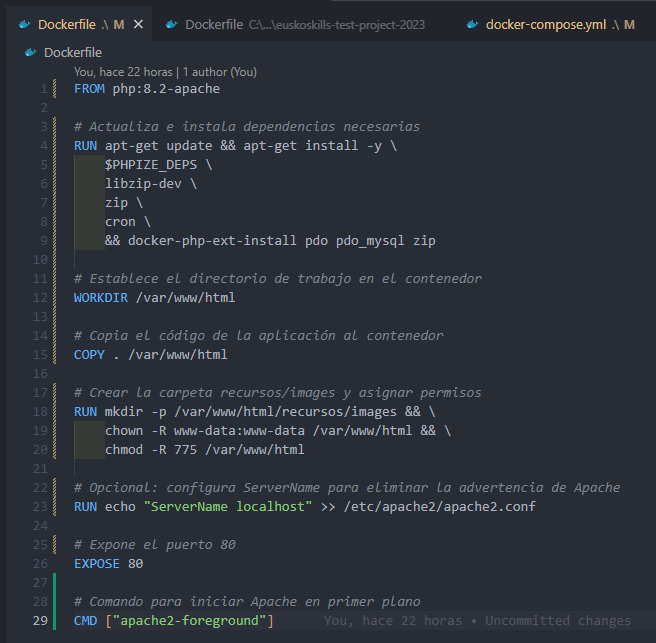 Dockerfile .\ M Dockerfile C:\...\euskoskills-test-project-2023 docker-compose.yml .\ M
Dockerfile
You, hace 22 horas | 1 author (You)
1 FROM php:8.2-apache
2
3 # Actualiza e instala dependencias necesarias
4 RUN apt-get update && apt-get install -y \
5 $PHPIZE_DEPS \
6 libzip-dev \
7 zip \
8 cron \
9 && docker-php-ext-install pdo pdo_mysql zip
10
11 # Establece el directorio de trabajo en el contenedor
12 WORKDIR /var/www/html
13
14 # Copia el código de la aplicación al contenedor
15 COPY . /var/www/html
16
17 # Crear la carpeta recursos/images y asignar permisos
18 RUN mkdir -p /var/www/html/recursos/images && \
19 chown -R www-data:www-data /var/www/html && \
20 chmod -R 775 /var/www/html
21
22 # Opcional: configura ServerName para eliminar la advertencia de Apache
23 RUN echo "ServerName localhost" >> /etc/apache2/apache2.conf
24
25 # Expone el puerto 80
26 EXPOSE 80
27
28 # Comando para iniciar Apache en primer plano
29 CMD ["apache2-foreground"] You, hace 22 horas • Uncommitted changes